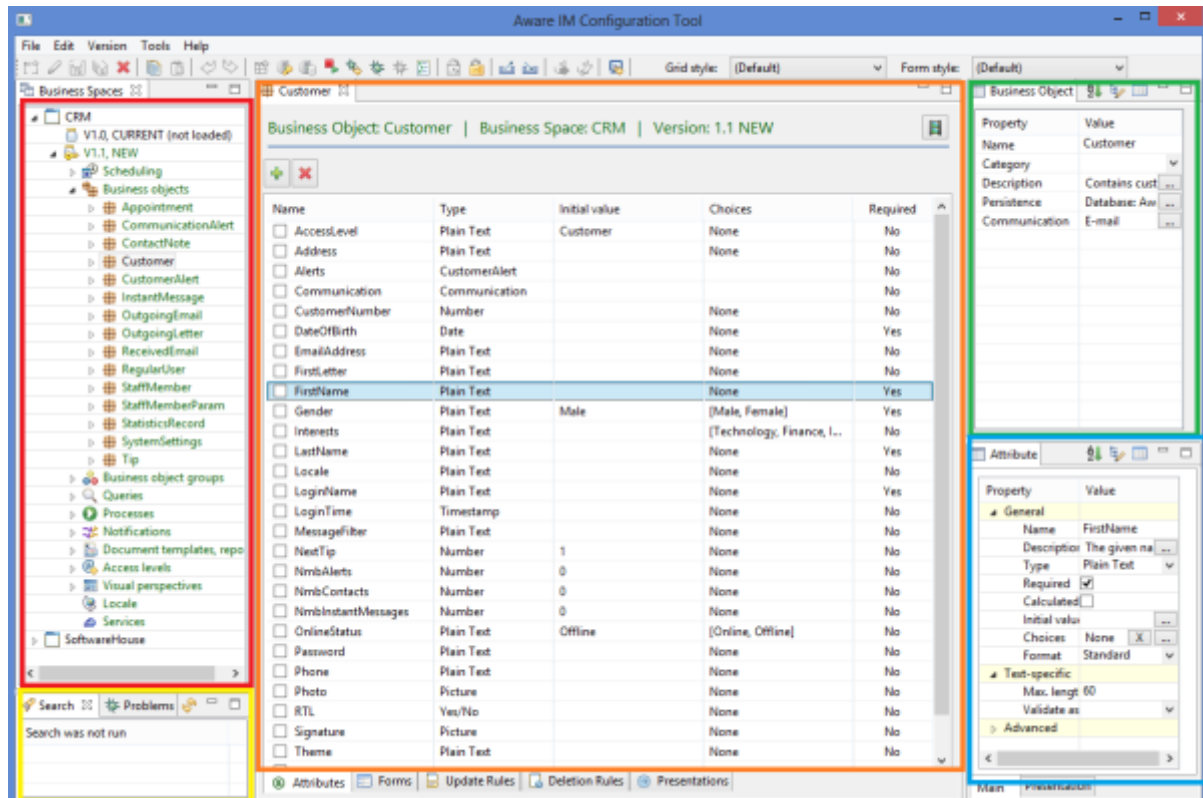 Aware IM Configuration Tool
File Edit Version Tools Help
Grid style: (Default) Form style: (Default)
Business Spaces
CRM
V1.0, CURRENT (not loaded)
V1.1, NEW
Scheduling
Business objects
Appointment
CommunicationAlert
ContactNote
Customer
CustomerAlert
InstantMessage
OutgoingEmail
OutgoingLetter
ReceivedEmail
RegularUser
StaffMember
StaffMemberParam
StatisticsRecord
SystemSettings
Tip
Business object groups
Queries
Processes
Notifications
Document templates, repo
Access levels
Visual perspectives
Locale
Services
SoftwareHouse
Search Problems
Search was not run
Customer
Business Object: Customer | Business Space: CRM | Version: 1.1 NEW
Name Type Initial value Choices Required
AccessLevel Plain Text Customer None No
Address Plain Text None No
Alerts CustomerAlert No
Communication Communication No
CustomerNumber Number None No
DateOfBirth Date None Yes
EmailAddress Plain Text None No
FirstLetter Plain Text None No
FirstName Plain Text None Yes
Gender Plain Text Male [Male, Female] Yes
Interests Plain Text [Technology, Finance, I... No
LastName Plain Text None Yes
Locale Plain Text None No
LoginName Plain Text None Yes
LoginTime Timestamp None No
MessageFilter Plain Text None No
NextTip Number 1 None No
NmbAlerts Number 0 None No
NmbContacts Number 0 None No
NmbInstantMessages Number 0 None No
OnlineStatus Plain Text Offline [Online, Offline] No
Password Plain Text None No
Phone Plain Text None No
Photo Picture None No
RTL Yes/No None No
Signature Picture None No
Theme Plain Text None No
Attributes Forms Update Rules Deletion Rules Presentations
Business Object
Property Value
Name Customer
Category
Description Contains cust ...
Persistence Database: Aw ...
Communication E-mail ...
Attribute
Property Value
General
Name FirstName
Description The given na ...
Type Plain Text
Required
Calculated
Initial valu ...
Choices None X ...
Format Standard
Text-specific
Max. lengt 60
Validate as
Advanced
Main Presentation